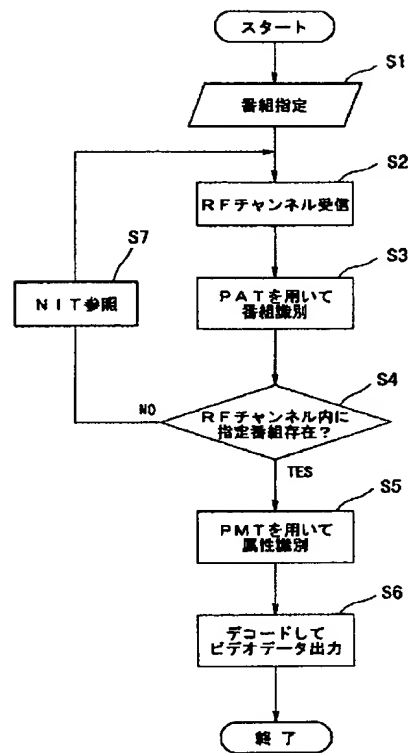 スタート
S1
番組指定
S2
RFチャンネル受信
S7
S3
NIT参照
PATを用いて
番組識別
S4
NO
RFチャンネル内に
指定番組存在?
TES
S5
PMTを用いて
属性識別
S6
デコードして
ビデオデータ出力
終了